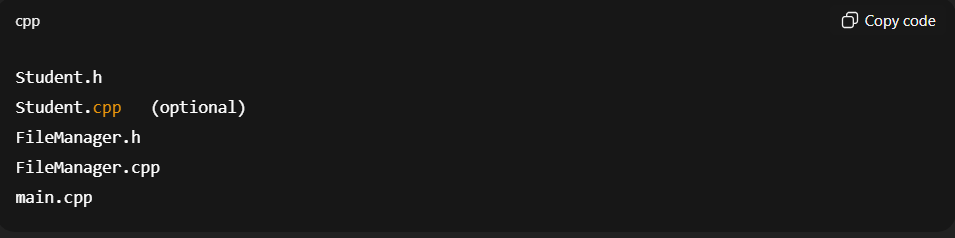 cpp
Copy code
Student.h
Student.cpp   (optional)
FileManager.h
FileManager.cpp
main.cpp